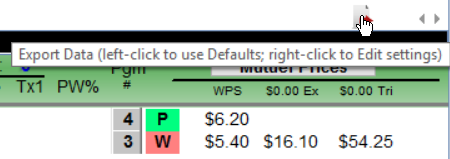 Export Data (left-click to use Defaults; right-click to Edit settings)
Tx1 PW% Pgm # Mutuel Prices
WPS $0.00 Ex $0.00 Tri
4 P $6.20
3 W $5.40 $16.10 $54.25